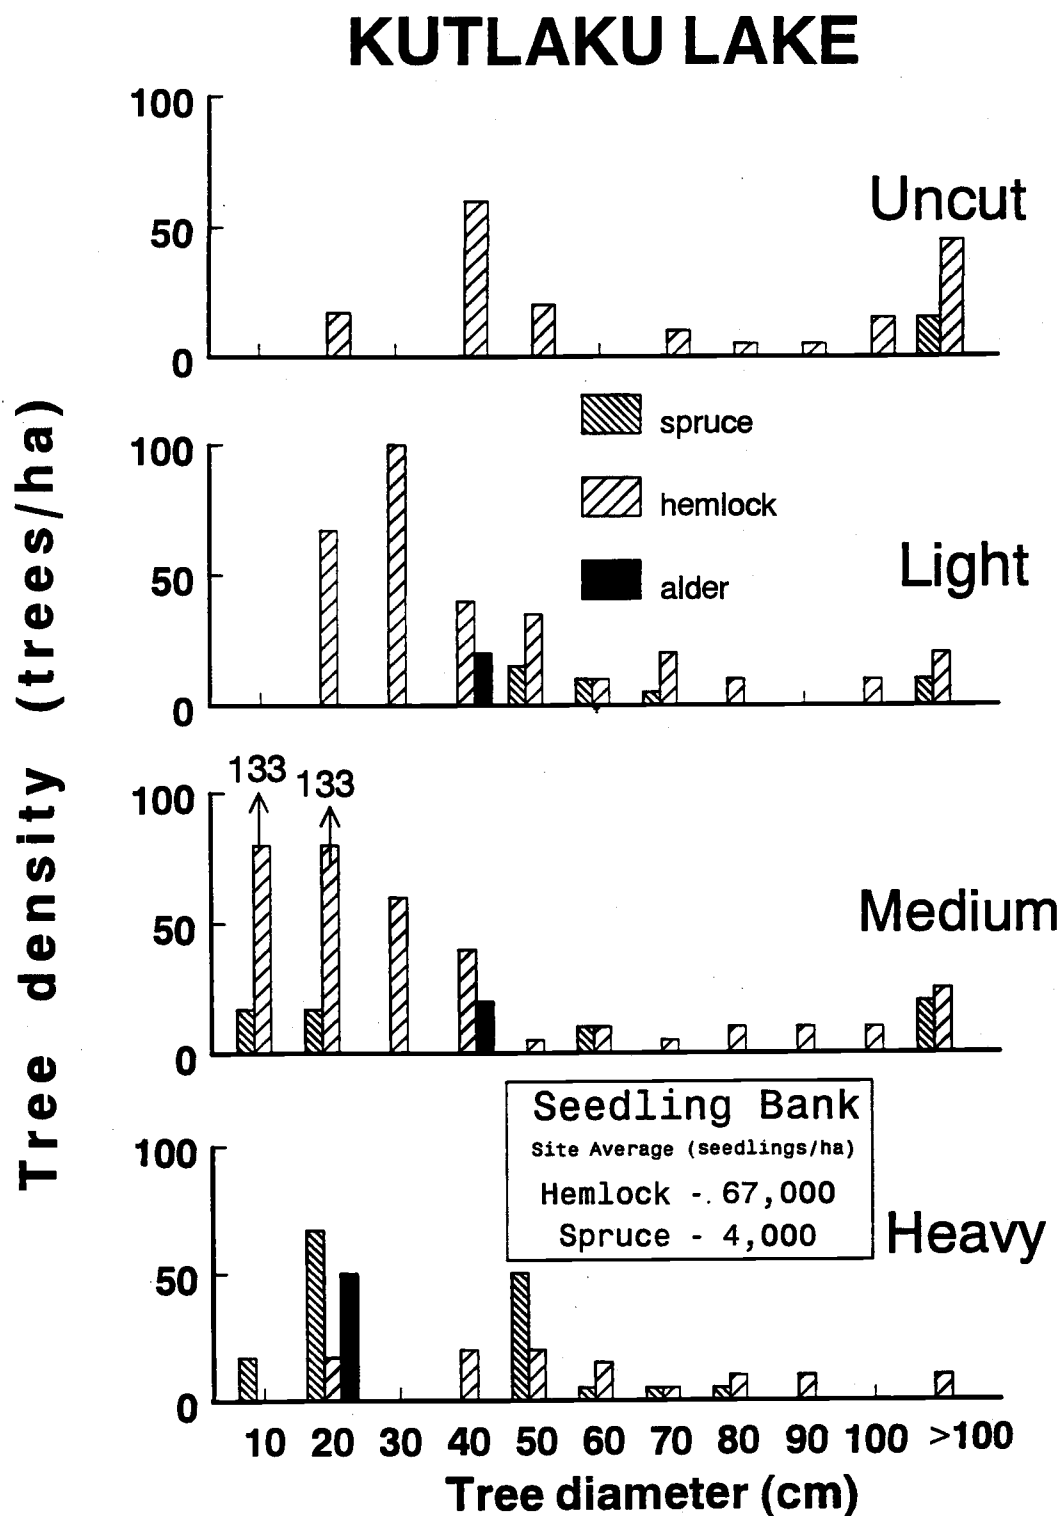 KUTLAKU LAKE
Tree density (trees/ha)
100
50
0
Uncut
spruce
hemlock
alder
100
50
0
Light
133 133
100
50
0
Medium
Seedling Bank
Site Average (seedlings/ha)
Hemlock - 67,000
Spruce - 4,000
100
50
0
Heavy
10 20 30 40 50 60 70 80 90 100 >100
Tree diameter (cm)